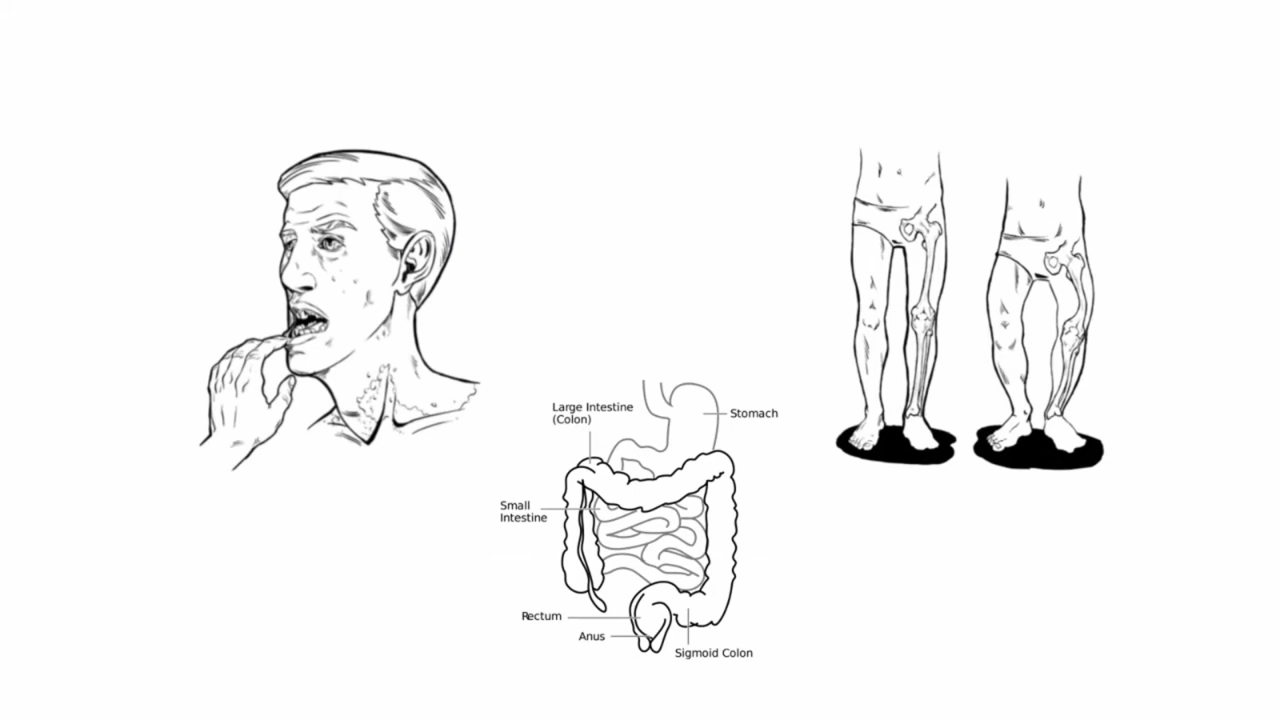 Large Intestine
(Colon)
Stomach
Small
Intestine
Rectum
Anus
Sigmoid Colon